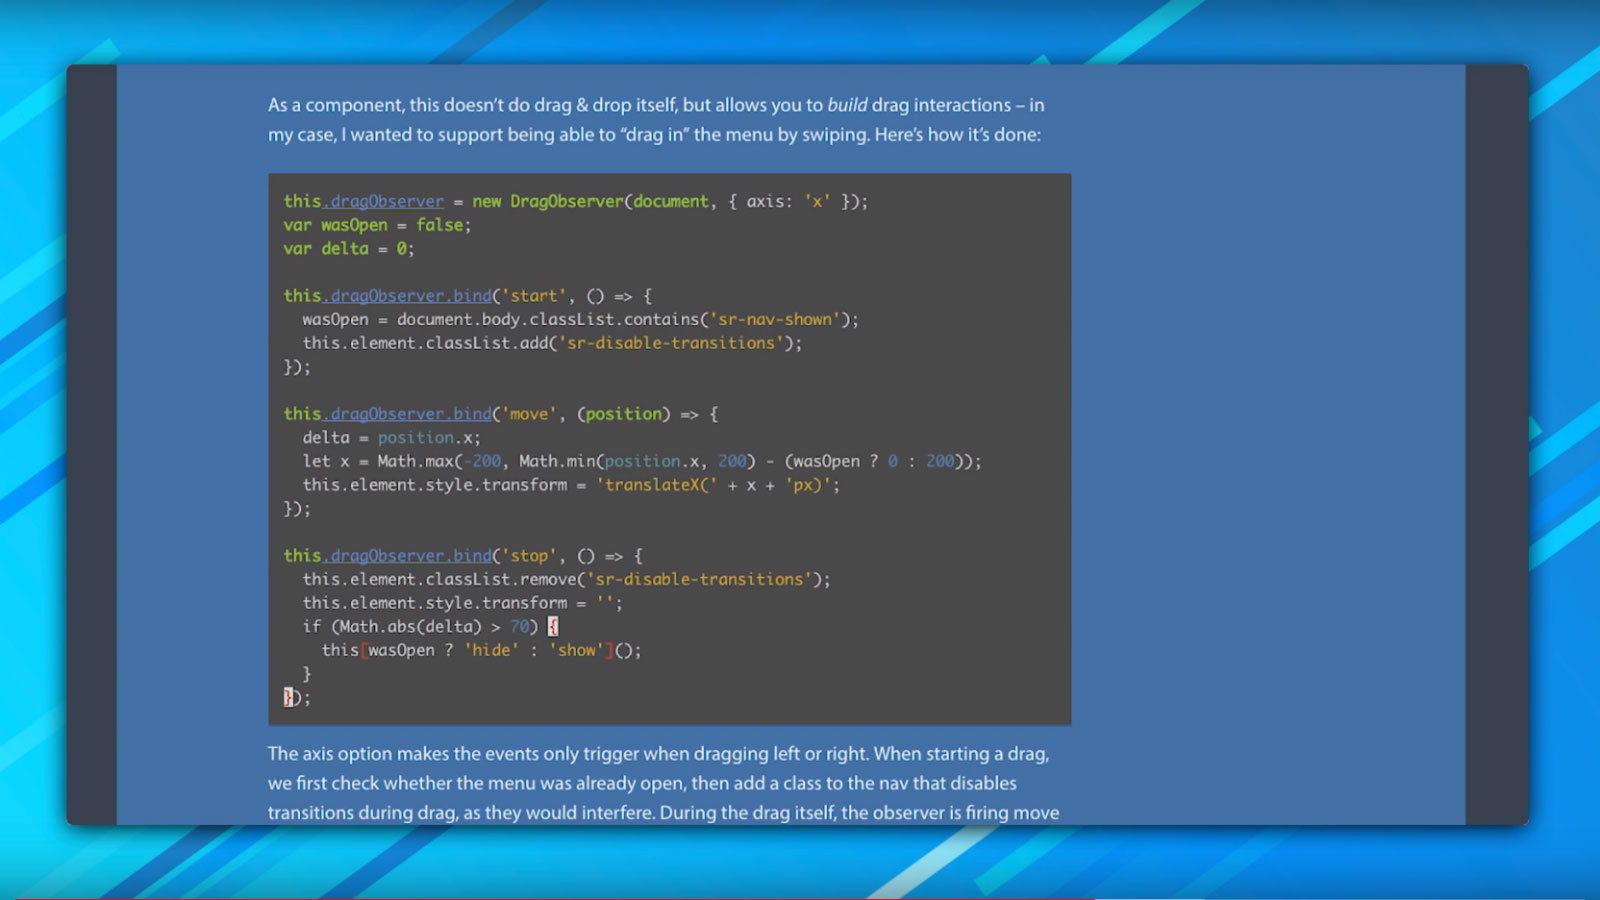 As a component, this doesn’t do drag & drop itself, but allows you to build drag interactions – in
my case, I wanted to support being able to “drag in” the menu by swiping. Here’s how it’s done:
this.dragObserver = new DragObserver(document, { axis: 'x' });
var wasOpen = false;
var delta = 0;
this.dragObserver.bind('start', () => {
  wasOpen = document.body.classList.contains('sr-nav-shown');
  this.element.classList.add('sr-disable-transitions');
});
this.dragObserver.bind('move', (position) => {
  delta = position.x;
  let x = Math.max(-200, Math.min(position.x, 200) - (wasOpen ? 0 : 200));
  this.element.style.transform = 'translateX(' + x + 'px)';
});
this.dragObserver.bind('stop', () => {
  this.element.classList.remove('sr-disable-transitions');
  this.element.style.transform = '';
  if (Math.abs(delta) > 70) {
    this[wasOpen ? 'hide' : 'show']();
  }
});
The axis option makes the events only trigger when dragging left or right. When starting a drag,
we first check whether the menu was already open, then add a class to the nav that disables
transitions during drag, as they would interfere. During the drag itself, the observer is firing move